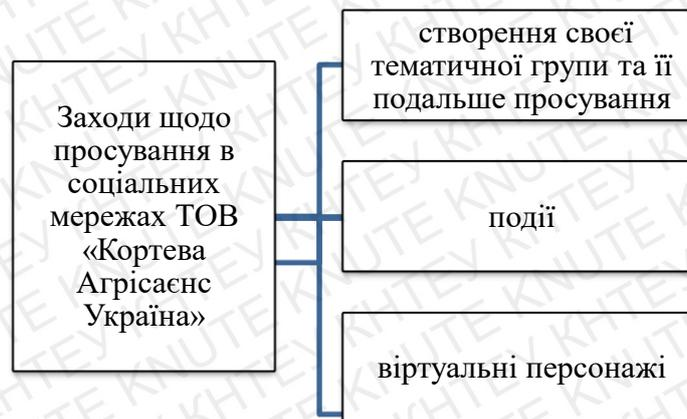 Заходи щодо
просування в
соціальних
мережах ТОВ
«Кортева
Агрісаєнс
Україна»
створення своєї
тематичної групи та її
подальше просування
події
віртуальні персонажі